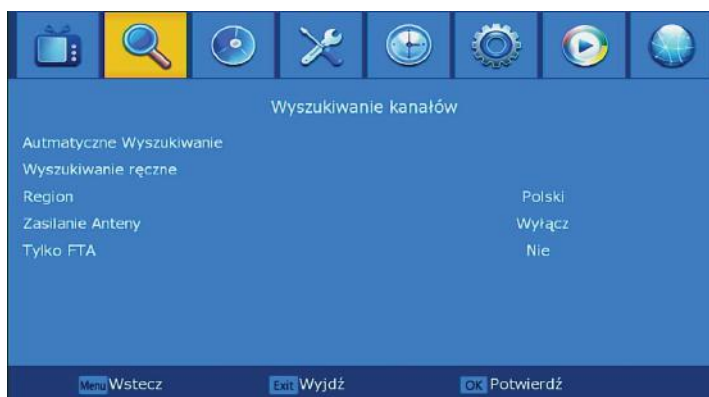 Wyszukiwanie kanałów
Autmatyczne Wyszukiwanie
Wyszukiwanie ręczne
Region Polski
Zasilanie Anteny Wyłącz
Tylko FTA Nie
Menu Wstecz Exit Wyjdź OK Potwierdź